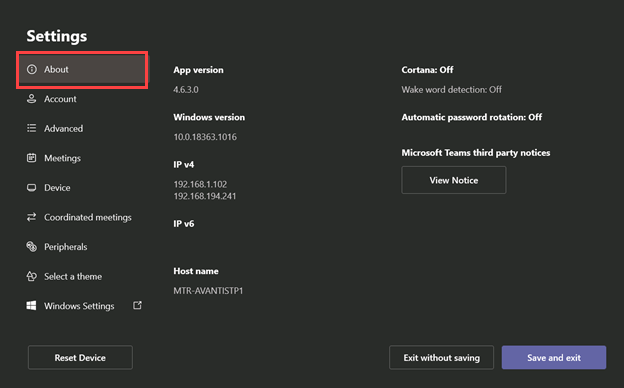 Settings
About
Account
Advanced
Meetings
Device
Coordinated meetings
Peripherals
Select a theme
Windows Settings
App version
4.6.3.0
Windows version
10.0.18363.1016
IP v4
192.168.1.102
192.168.194.241
IP v6
Host name
MTR-AVANTISTP1
Cortana: Off
Wake word detection: Off
Automatic password rotation: Off
Microsoft Teams third party notices
View Notice
Reset Device
Exit without saving
Save and exit